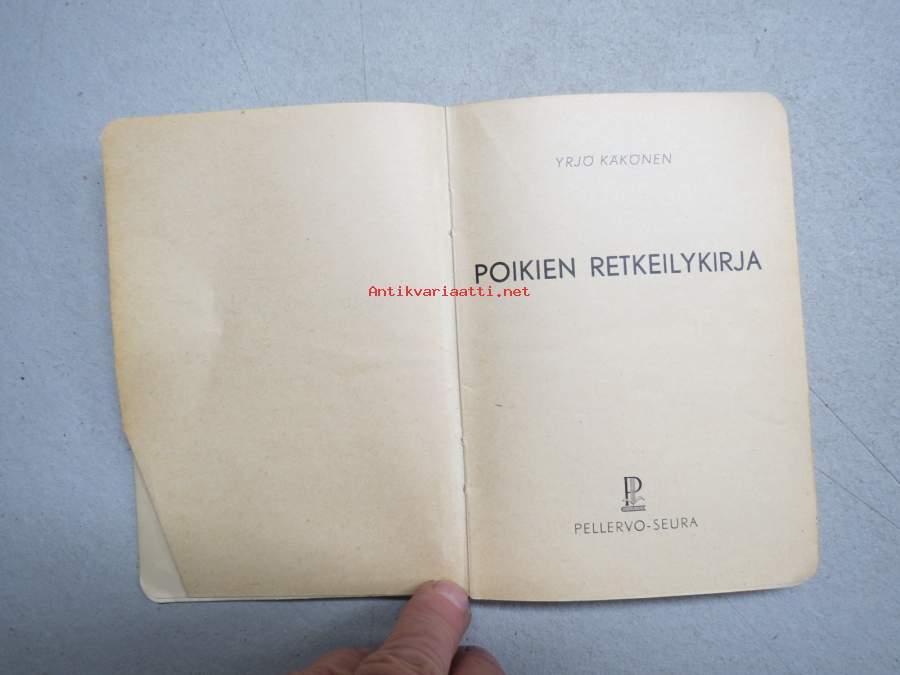 YRJÖ KÄKÖNEN
POIKIEN RETKEILYKIRJA
Antikvariaatti.net
P
PELLERVO-SEURA